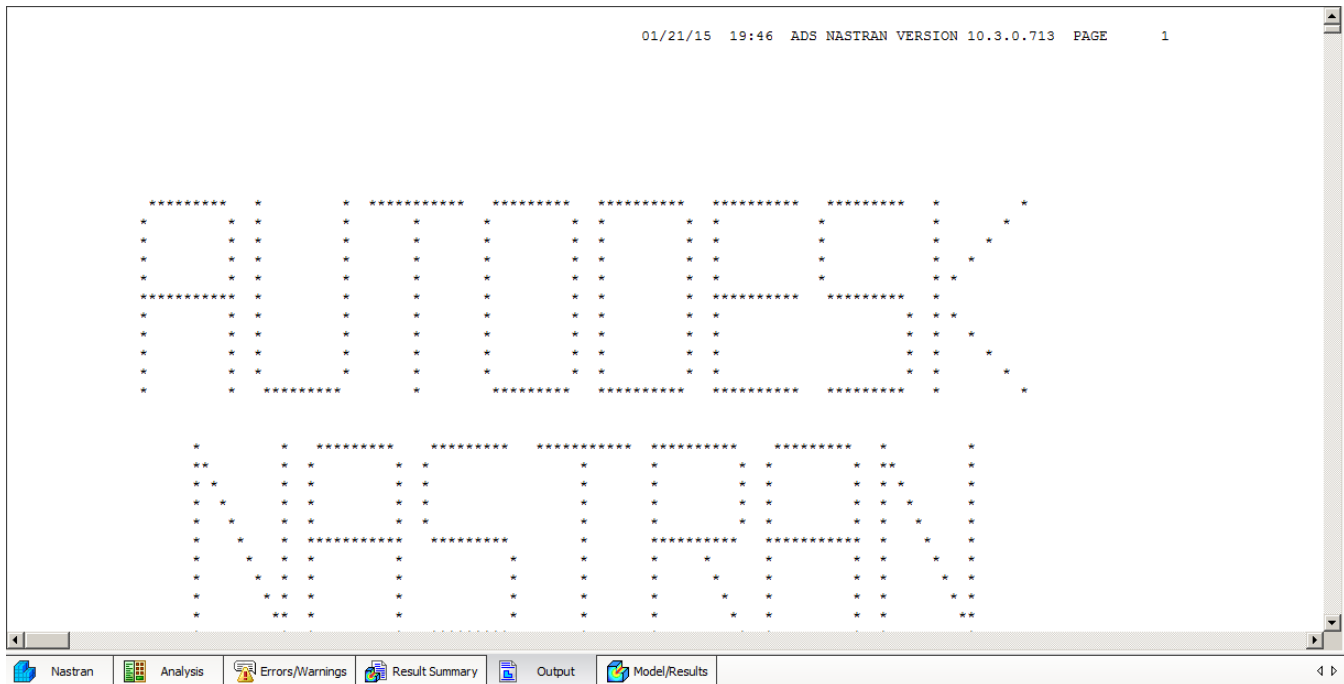 01/21/15 19:46 ADS NASTRAN VERSION 10.3.0.713 PAGE 1
AUTODESK
NASTRAN
Nastran Analysis Errors/Warnings Result Summary Output Model/Results